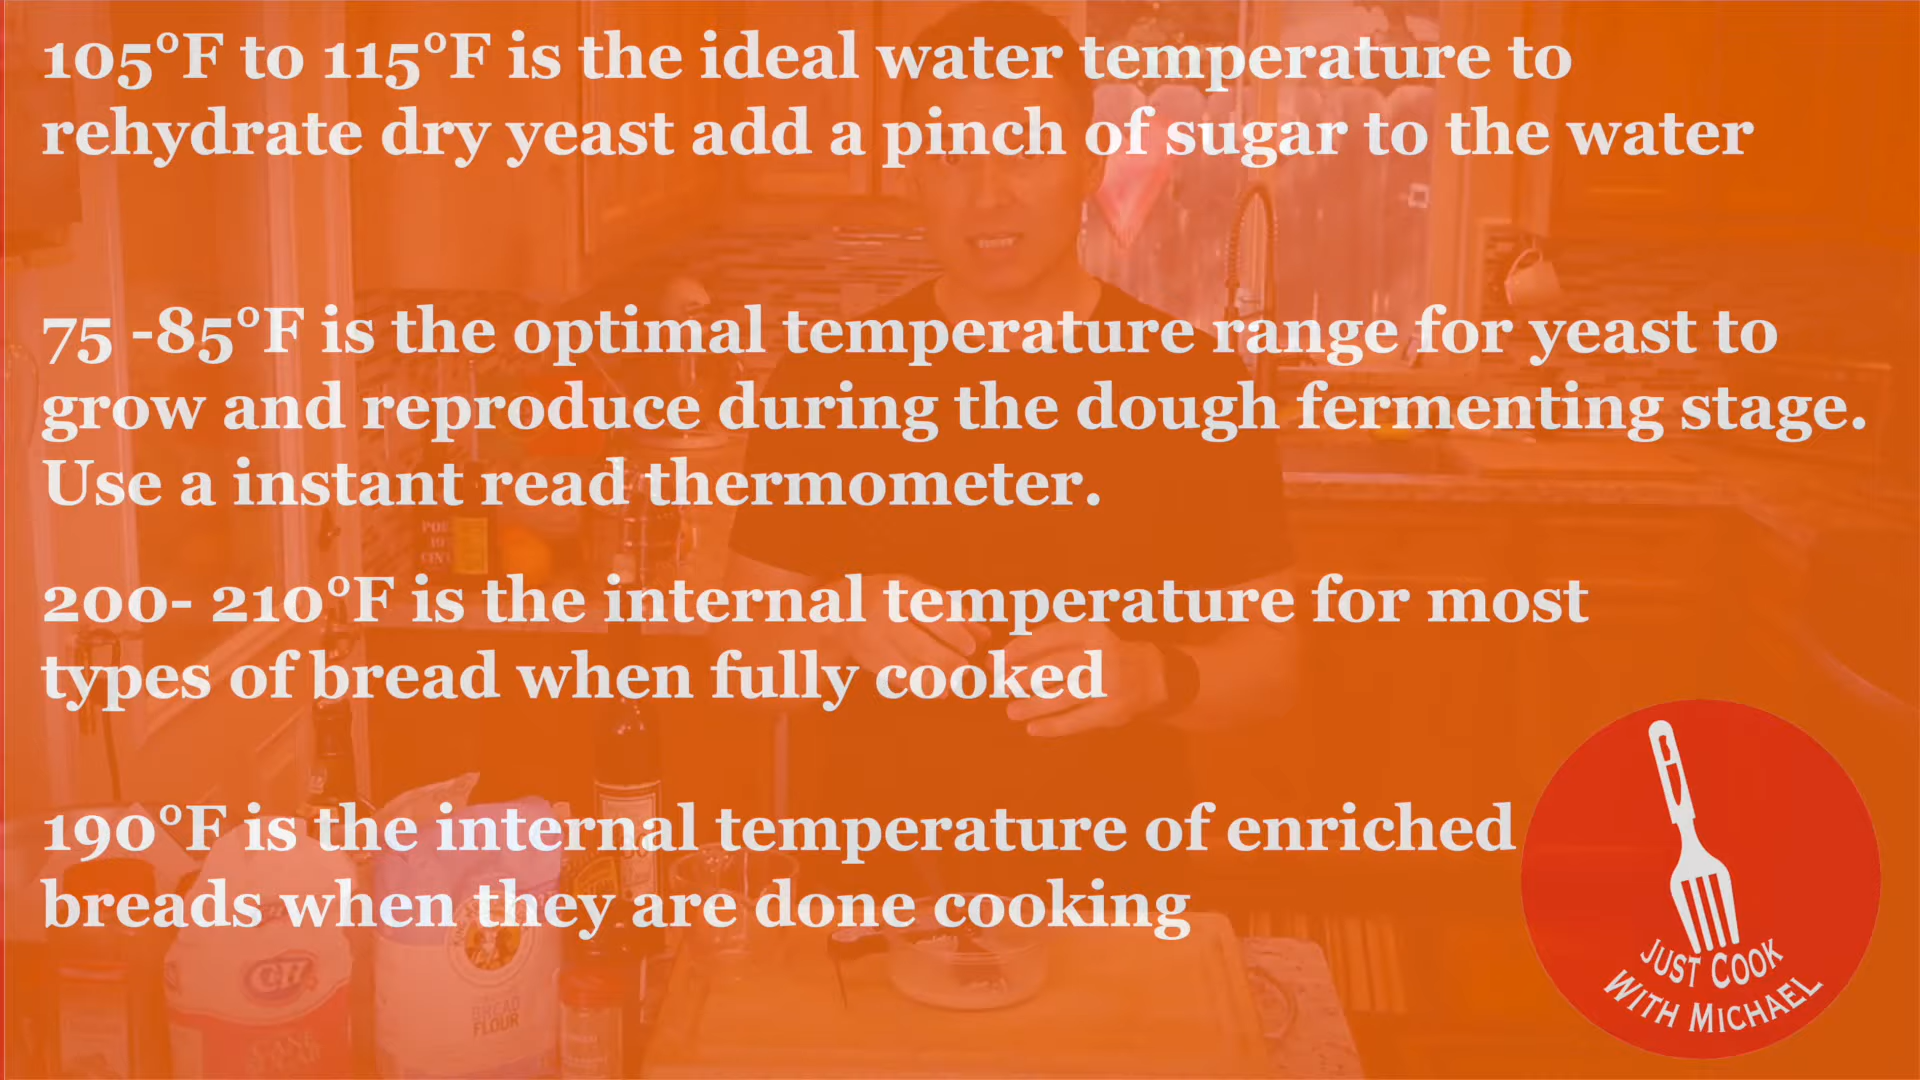 105°F to 115°F is the ideal water temperature to
rehydrate dry yeast add a pinch of sugar to the water
75 -85°F is the optimal temperature range for yeast to
grow and reproduce during the dough fermenting stage.
Use a instant read thermometer.
200- 210°F is the internal temperature for most
types of bread when fully cooked
190°F is the internal temperature of enriched
breads when they are done cooking
JUST COOK
WITH MICHAEL
C&H
BREAD
FLOUR